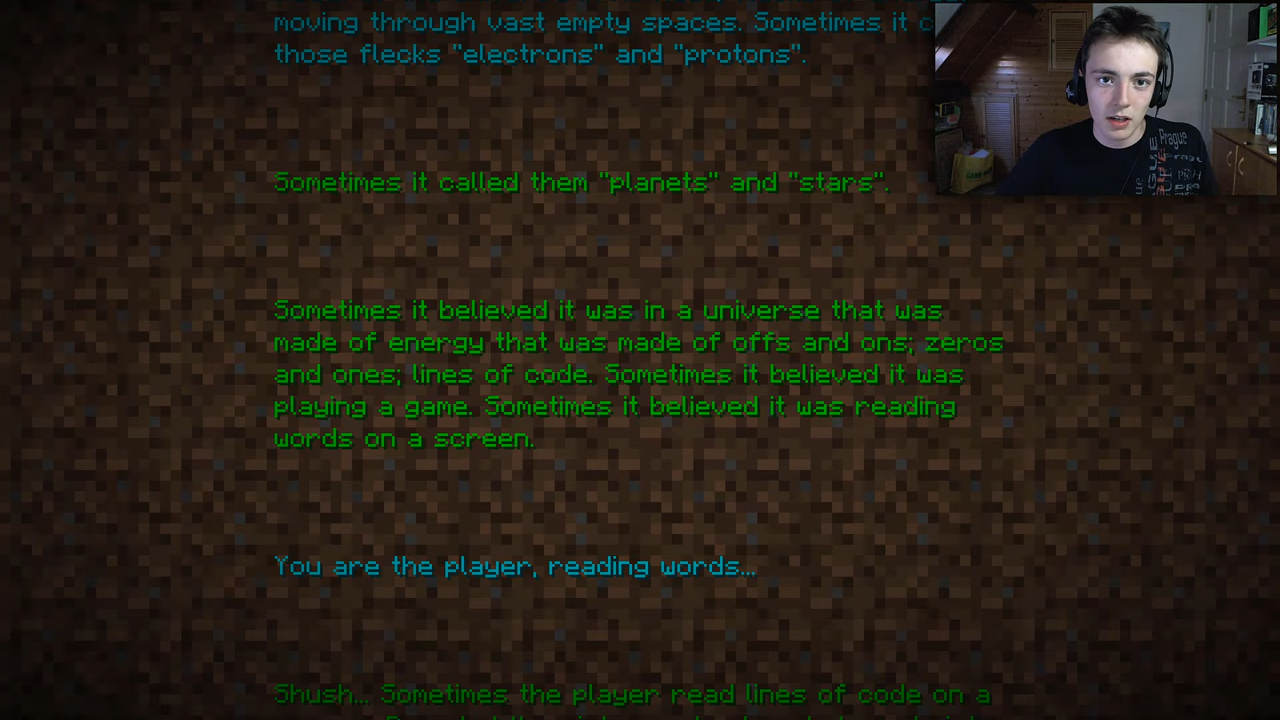 moving through vast empty spaces. Sometimes it c
those flecks "electrons" and "protons".
Sometimes it called them "planets" and "stars".
Sometimes it believed it was in a universe that was
made of energy that was made of offs and ons; zeros
and ones; lines of code. Sometimes it believed it was
playing a game. Sometimes it believed it was reading
words on a screen.
You are the player, reading words...
Shush... Sometimes the player read lines of code on a
Prague